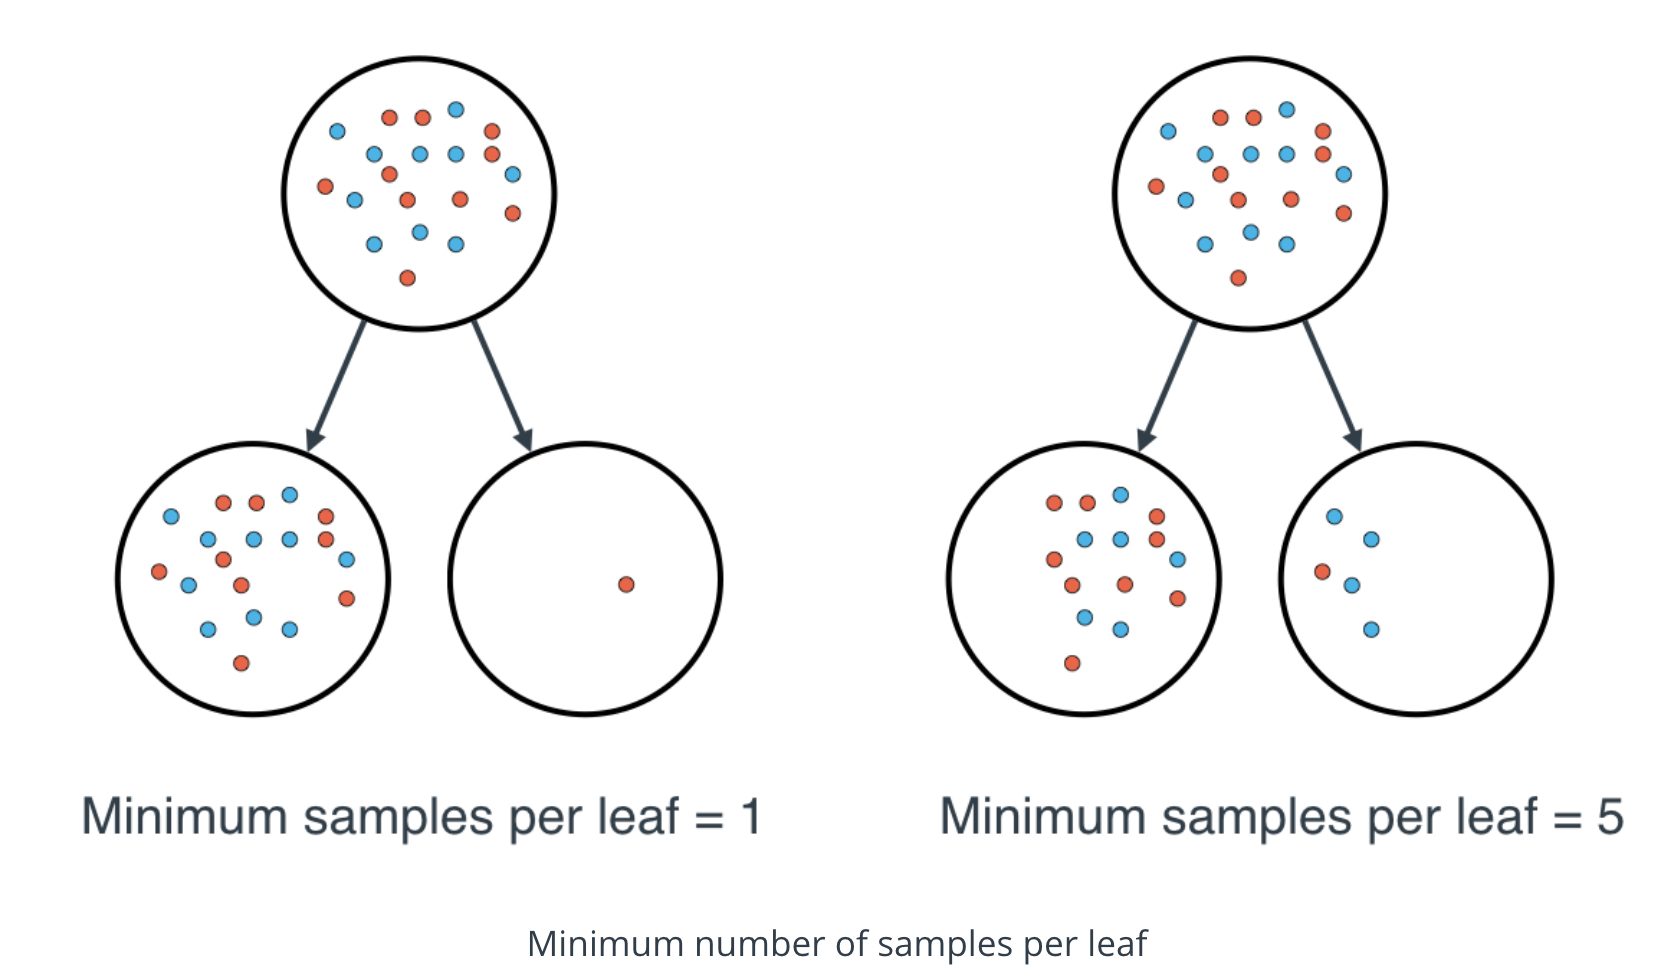 Minimum samples per leaf = 1
Minimum samples per leaf = 5
Minimum number of samples per leaf